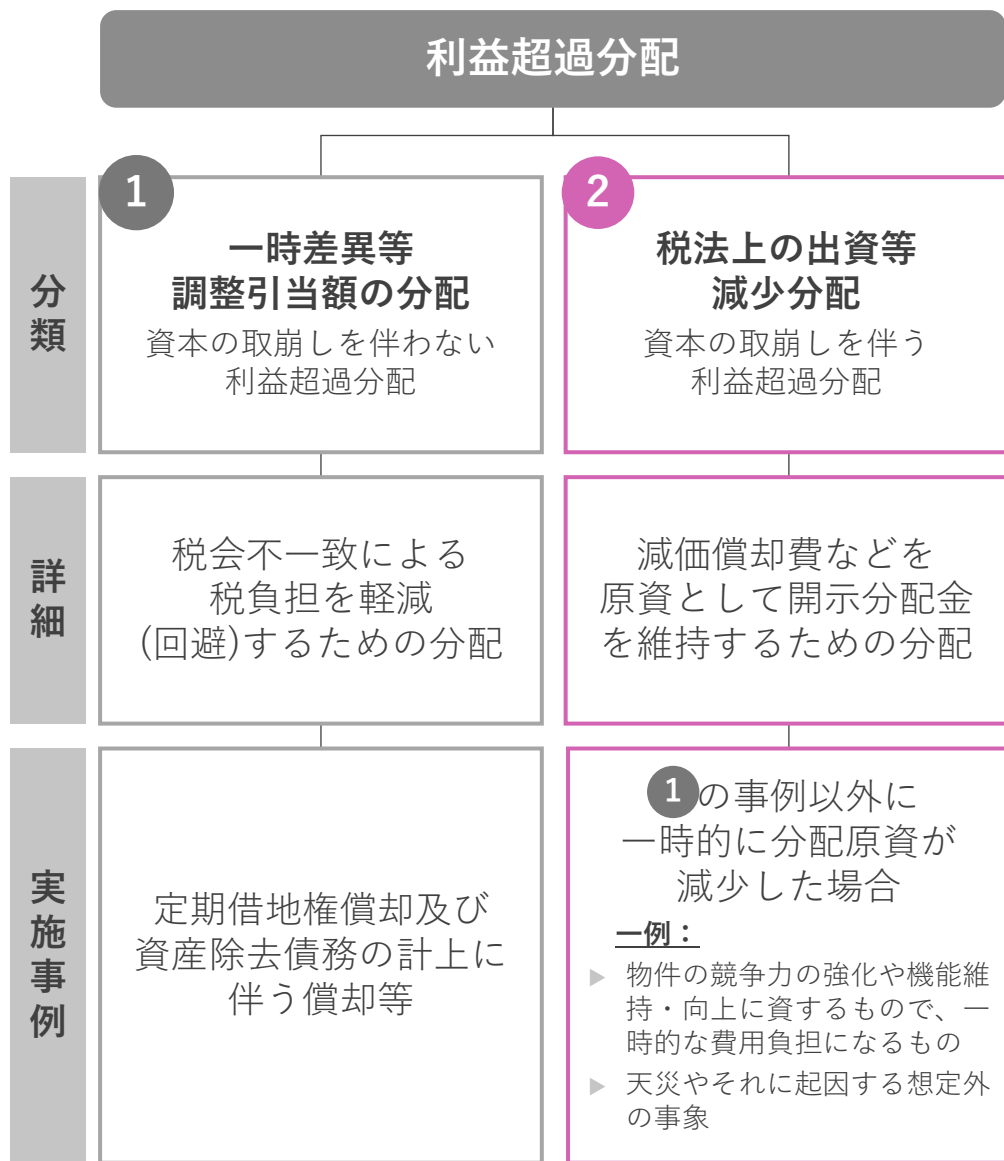 利益超過分配
分類
1
一時差異等
調整引当額の分配
資本の取崩しを伴わない
利益超過分配
2
税法上の出資等
減少分配
資本の取崩しを伴う
利益超過分配
詳細
税会不一致による
税負担を軽減
(回避)するための分配
減価償却費などを
原資として開示分配金
を維持するための分配
実施事例
定期借地権償却及び
資産除去債務の計上に
伴う償却等
1の事例以外に
一時的に分配原資が
減少した場合
一例：
▶ 物件の競争力の強化や機能維
持・向上に資するもので、一
時的な費用負担になるもの
▶ 天災やそれに起因する想定外
の事象